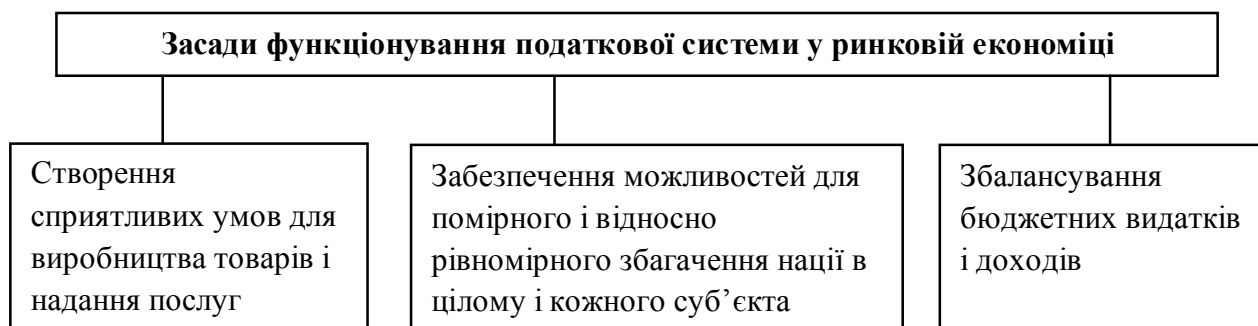 Засади функціонування податкової системи у ринковій економіці
Створення
сприятливих умов для
виробництва товарів і
надання послуг
Забезпечення можливостей для
помірного і відносно
рівномірного збагачення нації в
цілому і кожного суб’єкта
Збалансування
бюджетних видатків
і доходів